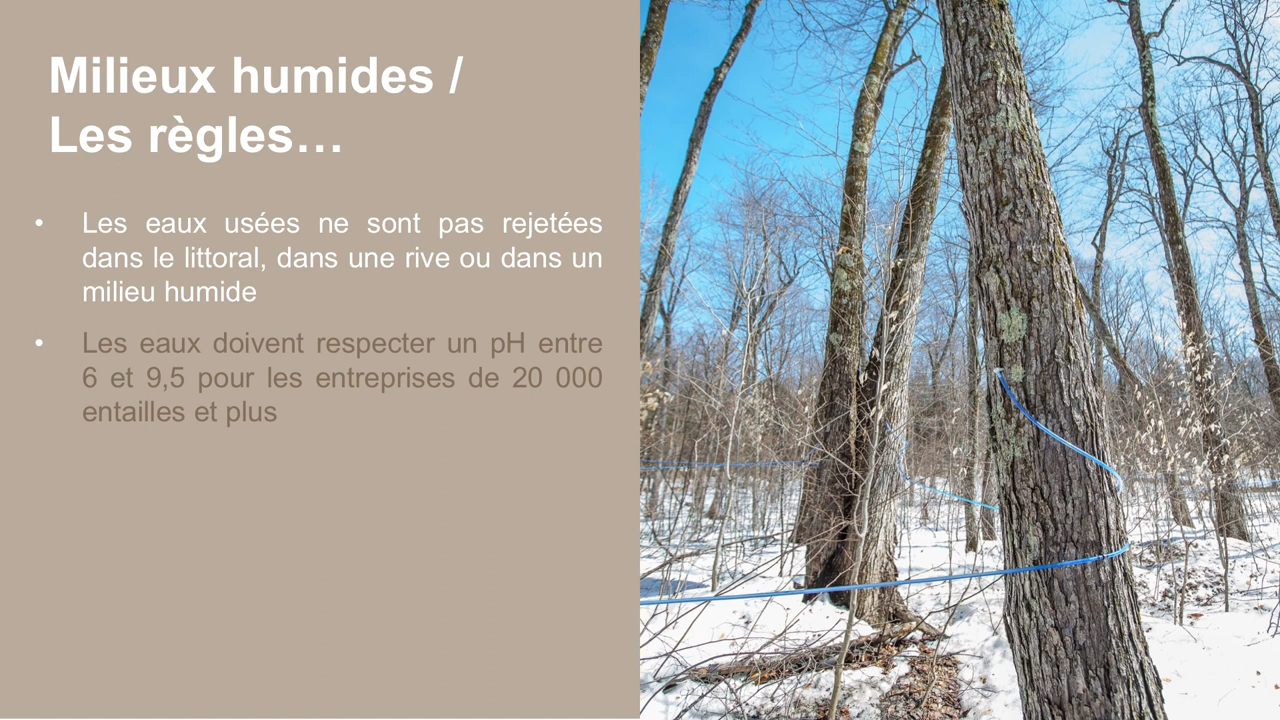 Milieux humides /
Les règles…
• Les eaux usées ne sont pas rejetées
dans le littoral, dans une rive ou dans un
milieu humide
• Les eaux doivent respecter un pH entre
6 et 9,5 pour les entreprises de 20 000
entailles et plus